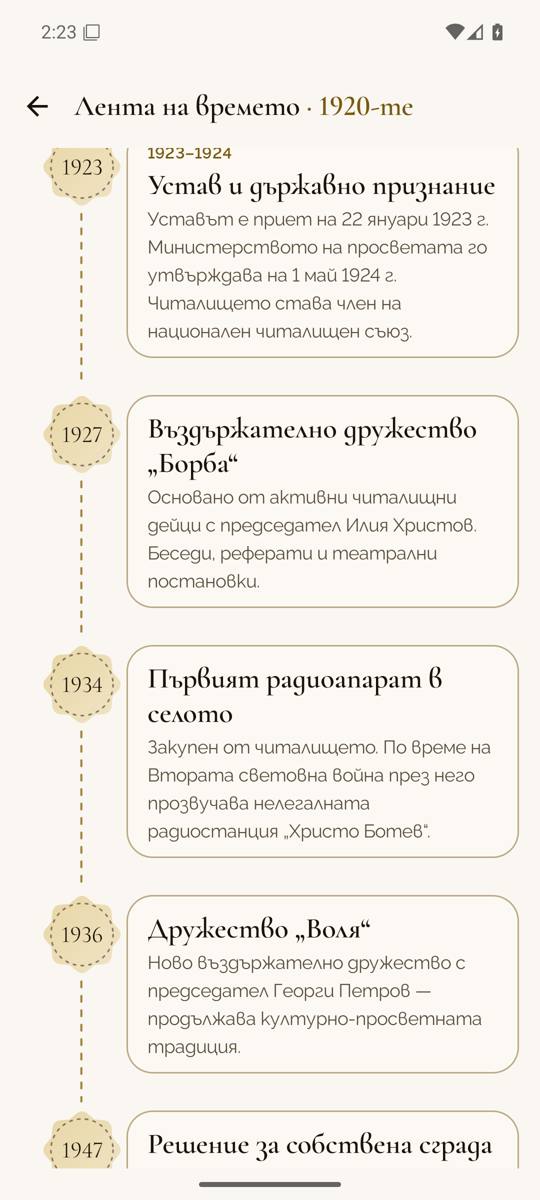 2:23
Лента на времето · 1920-те
1923
1923–1924
Устав и държавно признание
Уставът е приет на 22 януари 1923 г.
Министерството на просветата го
утвърждава на 1 май 1924 г.
Читалището става член на
национален читалищен съюз.
1927
Въздържателно дружество
„Борба“
Основано от активни читалищни
дейци с председател Илия Христов.
Беседи, реферати и театрални
постановки.
1934
Първият радиоапарат в
селото
Закупен от читалището. По време на
Втората световна война през него
прозвучава нелегалната
радиостанция „Христо Ботев“.
1936
Дружество „Воля“
Ново въздържателно дружество с
председател Георги Петров —
продължава културно-просветната
традиция.
1947
Решение за собствена сграда